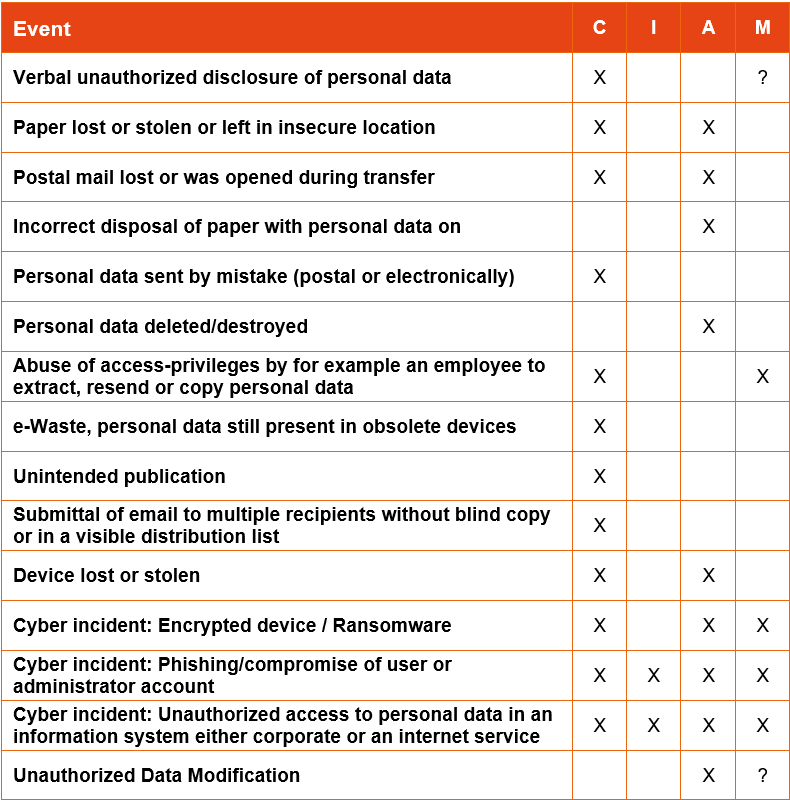 Event C I A M
Verbal unauthorized disclosure of personal data X ?
Paper lost or stolen or left in insecure location X X
Postal mail lost or was opened during transfer X X
Incorrect disposal of paper with personal data on X
Personal data sent by mistake (postal or electronically) X
Personal data deleted/destroyed X
Abuse of access-privileges by for example an employee to
extract, resend or copy personal data X X
e-Waste, personal data still present in obsolete devices X
Unintended publication X
Submittal of email to multiple recipients without blind copy
or in a visible distribution list X
Device lost or stolen X X
Cyber incident: Encrypted device / Ransomware X X X
Cyber incident: Phishing/compromise of user or
administrator account X X X X
Cyber incident: Unauthorized access to personal data in an
information system either corporate or an internet service X X X X
Unauthorized Data Modification X ?